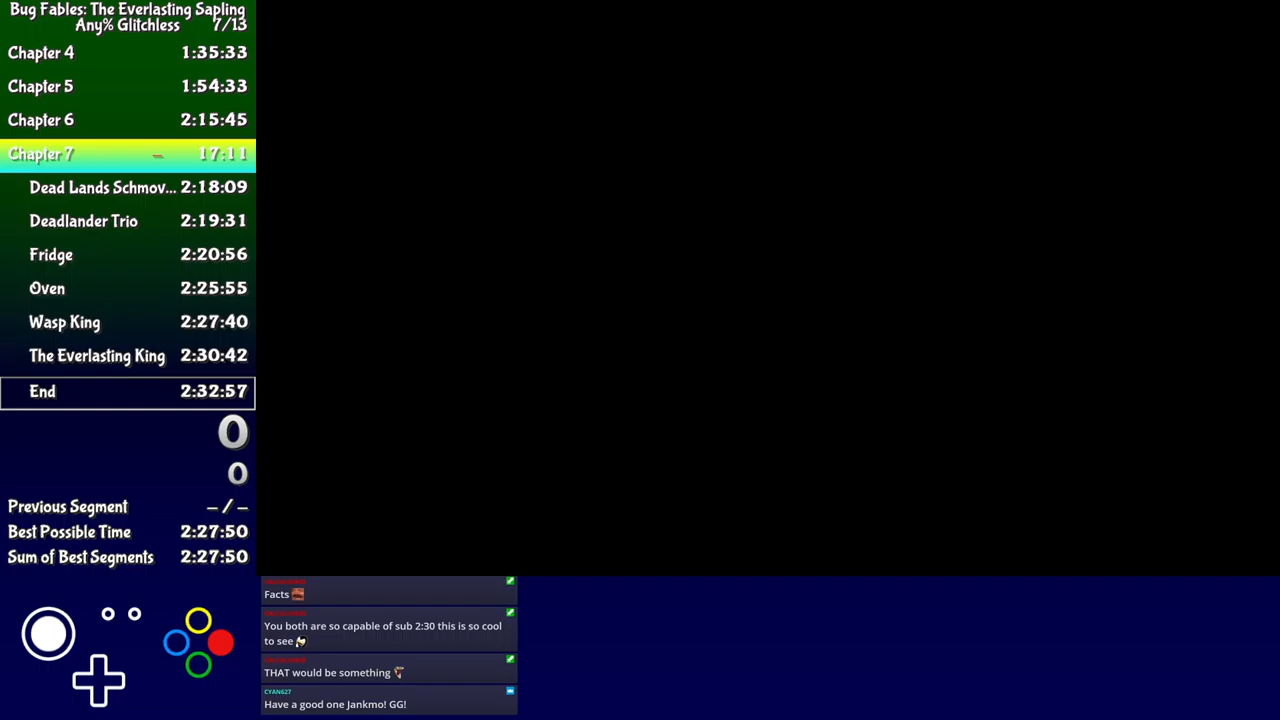 Bug Fables: The Everlasting Sapling
Any% Glitchless 7/13
Chapter 4 1:35:33
Chapter 5 1:54:33
Chapter 6 2:15:45
Chapter 7 – 17:11
Dead Lands Schmov... 2:18:09
Deadlander Trio 2:19:31
Fridge 2:20:56
Oven 2:25:55
Wasp King 2:27:40
The Everlasting King 2:30:42
End 2:32:57
0
0
Previous Segment – / –
Best Possible Time 2:27:50
Sum of Best Segments 2:27:50
Facts
You both are so capable of sub 2:30 this is so cool
to see
THAT would be something
CYAN627
Have a good one Jankmo! GG!